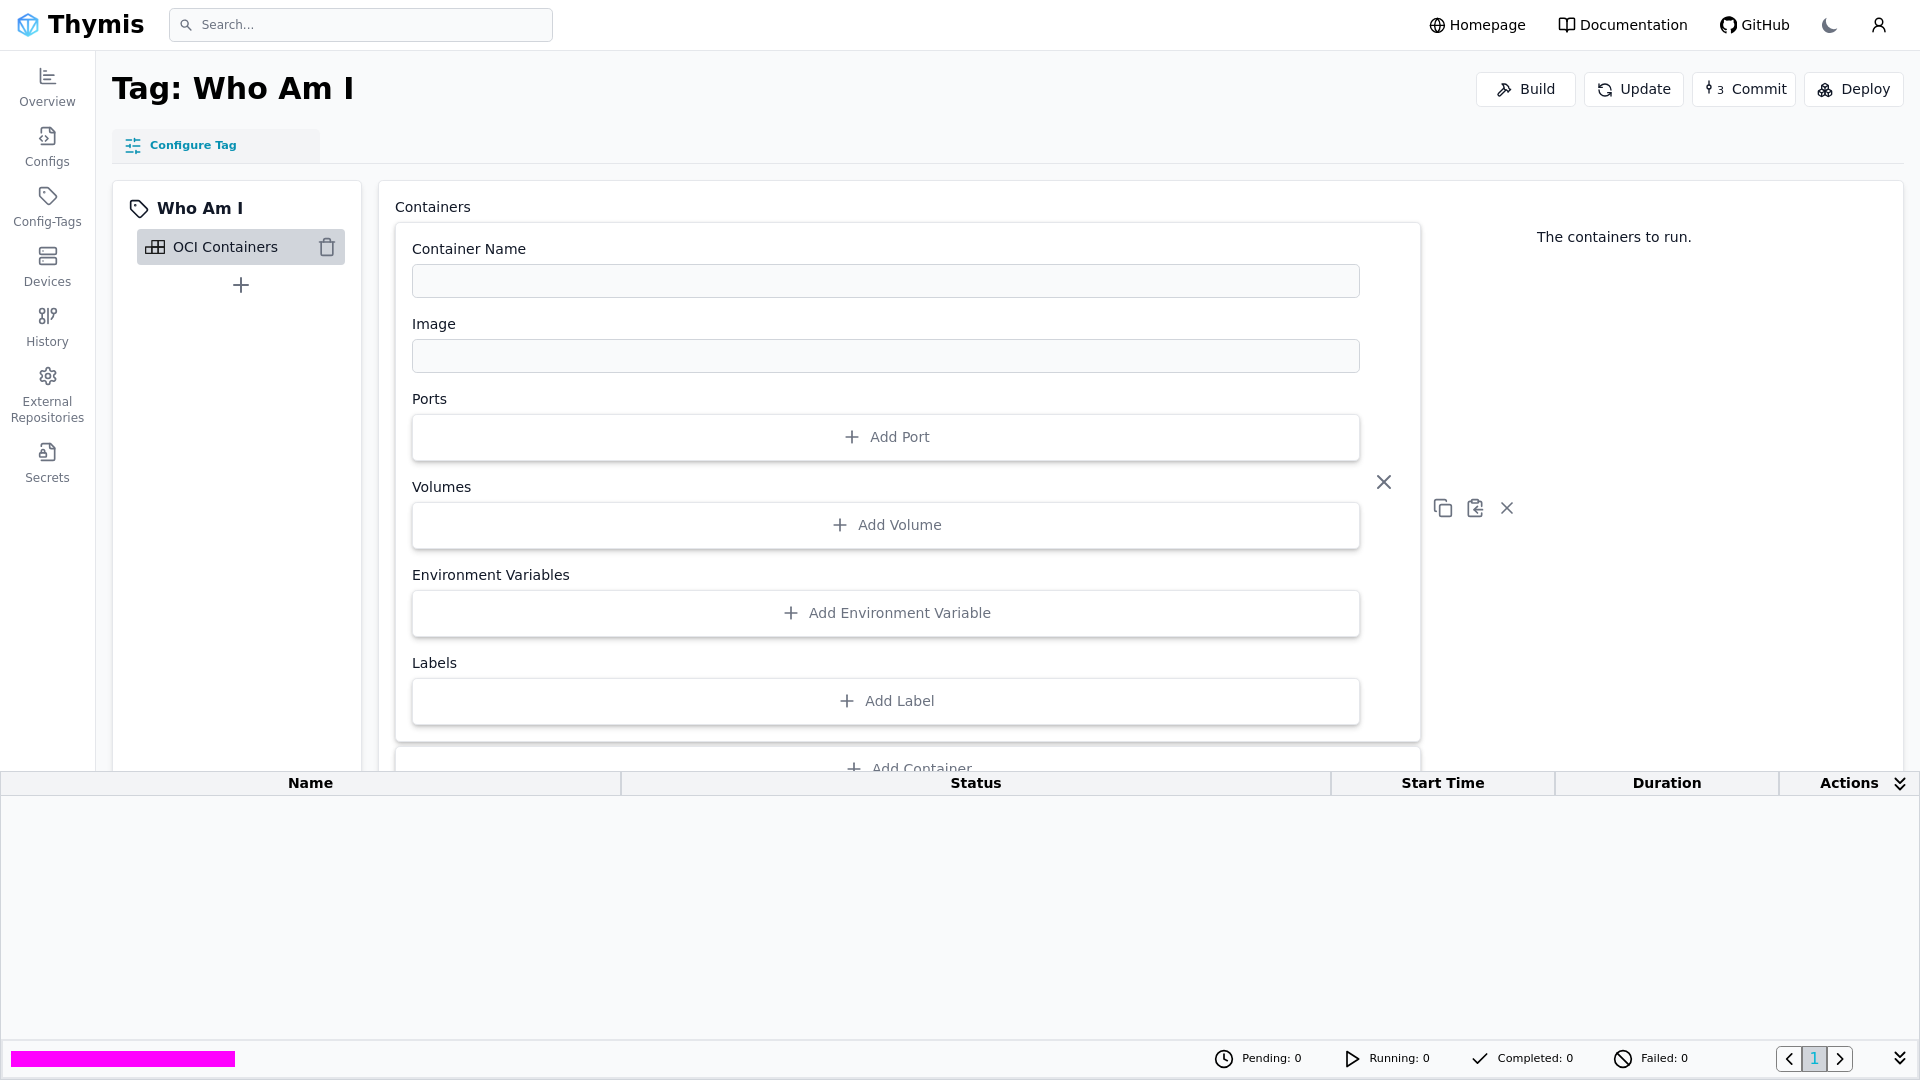 Thymis
Search...
Homepage
Documentation
GitHub
Overview
Configs
Config-Tags
Devices
History
External
Repositories
Secrets
Tag: Who Am I
Build
Update
3 Commit
Deploy
Configure Tag
Who Am I
OCI Containers
Containers
Container Name
Image
Ports
Add Port
Volumes
Add Volume
Environment Variables
Add Environment Variable
Labels
Add Label
Add Container
The containers to run.
Name Status Start Time Duration Actions
Pending: 0 Running: 0 Completed: 0 Failed: 0 1